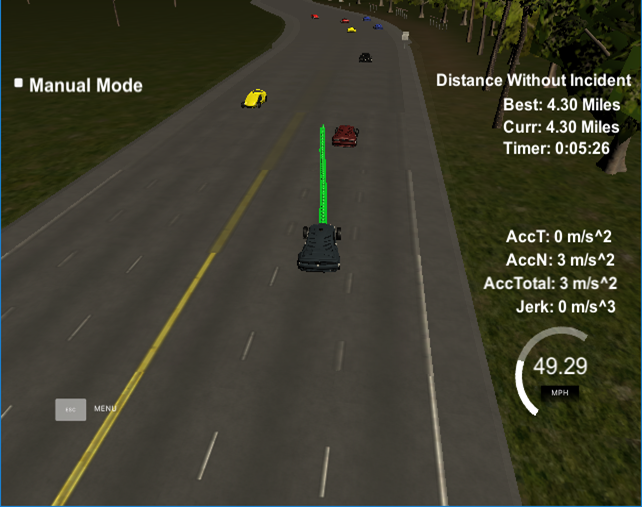 Manual Mode
Distance Without Incident
Best: 4.30 Miles
Curr: 4.30 Miles
Timer: 0:05:26
AccT: 0 m/s^2
AccN: 3 m/s^2
AccTotal: 3 m/s^2
Jerk: 0 m/s^3
49.29
MPH
ESC MENU